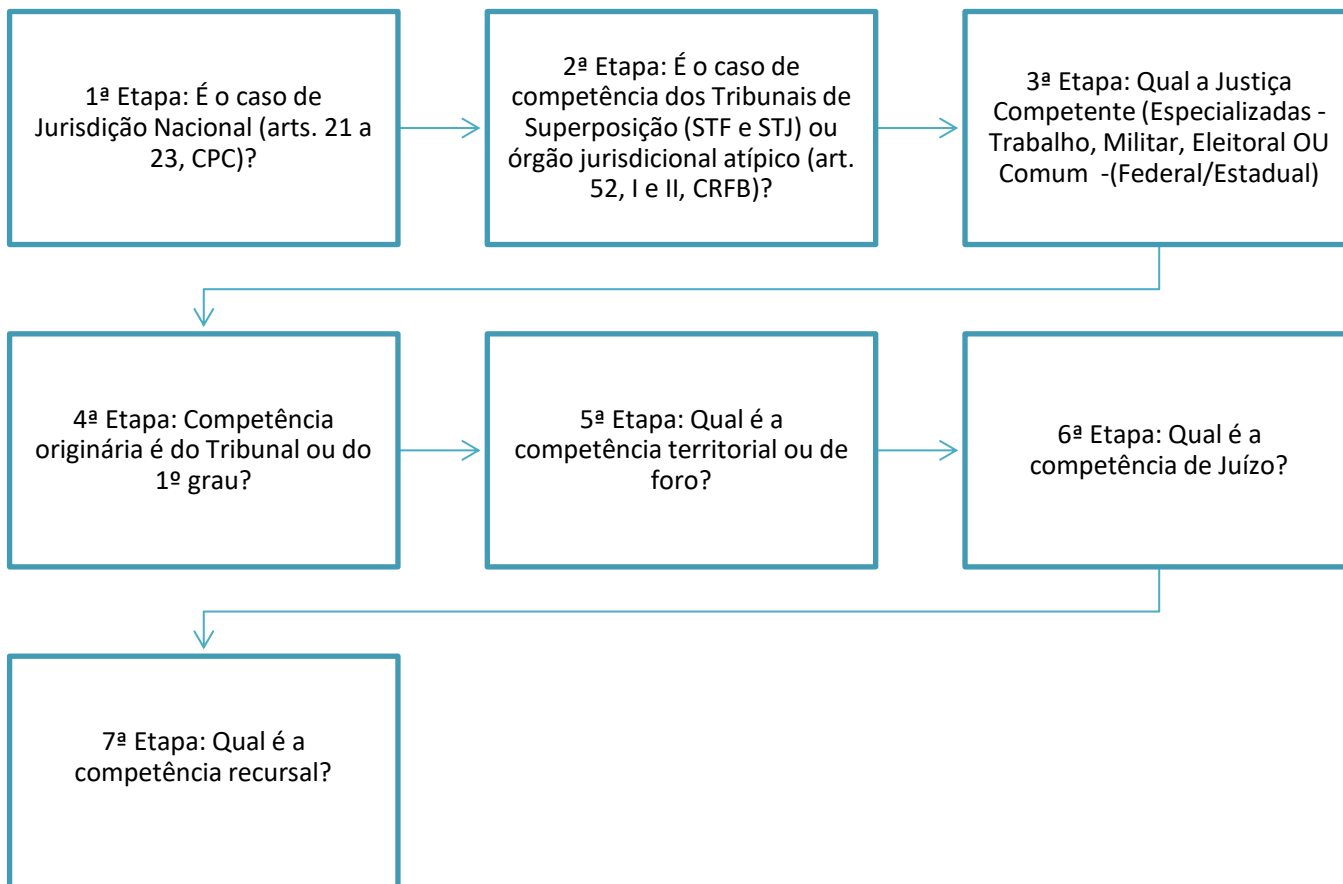 1ª Etapa: É o caso de
Jurisdição Nacional (arts. 21 a
23, CPC)?
2ª Etapa: É o caso de
competência dos Tribunais de
Superposição (STF e STJ) ou
órgão jurisdicional atípico (art.
52, I e II, CRFB)?
3ª Etapa: Qual a Justiça
Competente (Especializadas -
Trabalho, Militar, Eleitoral OU
Comum -(Federal/Estadual)
4ª Etapa: Competência
originária é do Tribunal ou do
1º grau?
5ª Etapa: Qual é a
competência territorial ou de
foro?
6ª Etapa: Qual é a
competência de Juízo?
7ª Etapa: Qual é a
competência recursal?